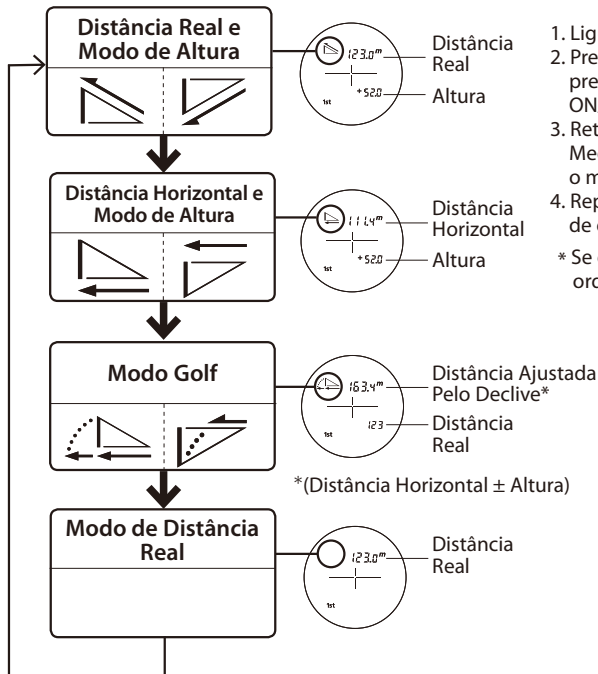 Distância Real e
Modo de Altura
123.0m
+52.0
1st
Distância
Real
Altura
Distância Horizontal e
Modo de Altura
111.4m
+52.0
1st
Distância
Horizontal
Altura
Modo Golf
163.4m
123
1st
Distância Ajustada
Pelo Declive*
Distância
Real
*(Distância Horizontal ± Altura)
Modo de Distância
Real
123.0m
1st
Distância
Real
1. Lig
2. Pre
pre
ON
3. Ret
Me
o m
4. Rep
de
* Se
ord